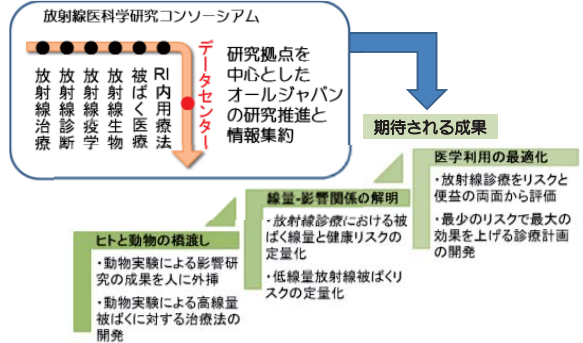 放射線医科学研究コンソーシアム
放射線治療
放射線診断
放射線疫学
放射線生物
被ばく医療
RI内用療法
データセンター
研究拠点を
中心とした
オールジャパン
の研究推進と
情報集約
期待される成果
ヒトと動物の橋渡し
・動物実験による影響研
究の成果を人に外挿
・動物実験による高線量
被ばくに対する治療法の
開発
線量-影響関係の解明
・放射線診療における被
ばく線量と健康リスクの
定量化
・低線量放射線被ばくリ
スクの定量化
医学利用の最適化
・放射線診療をリスクと
便益の両面から評価
・最少のリスクで最大の
効果を上げる診療計画
の開発